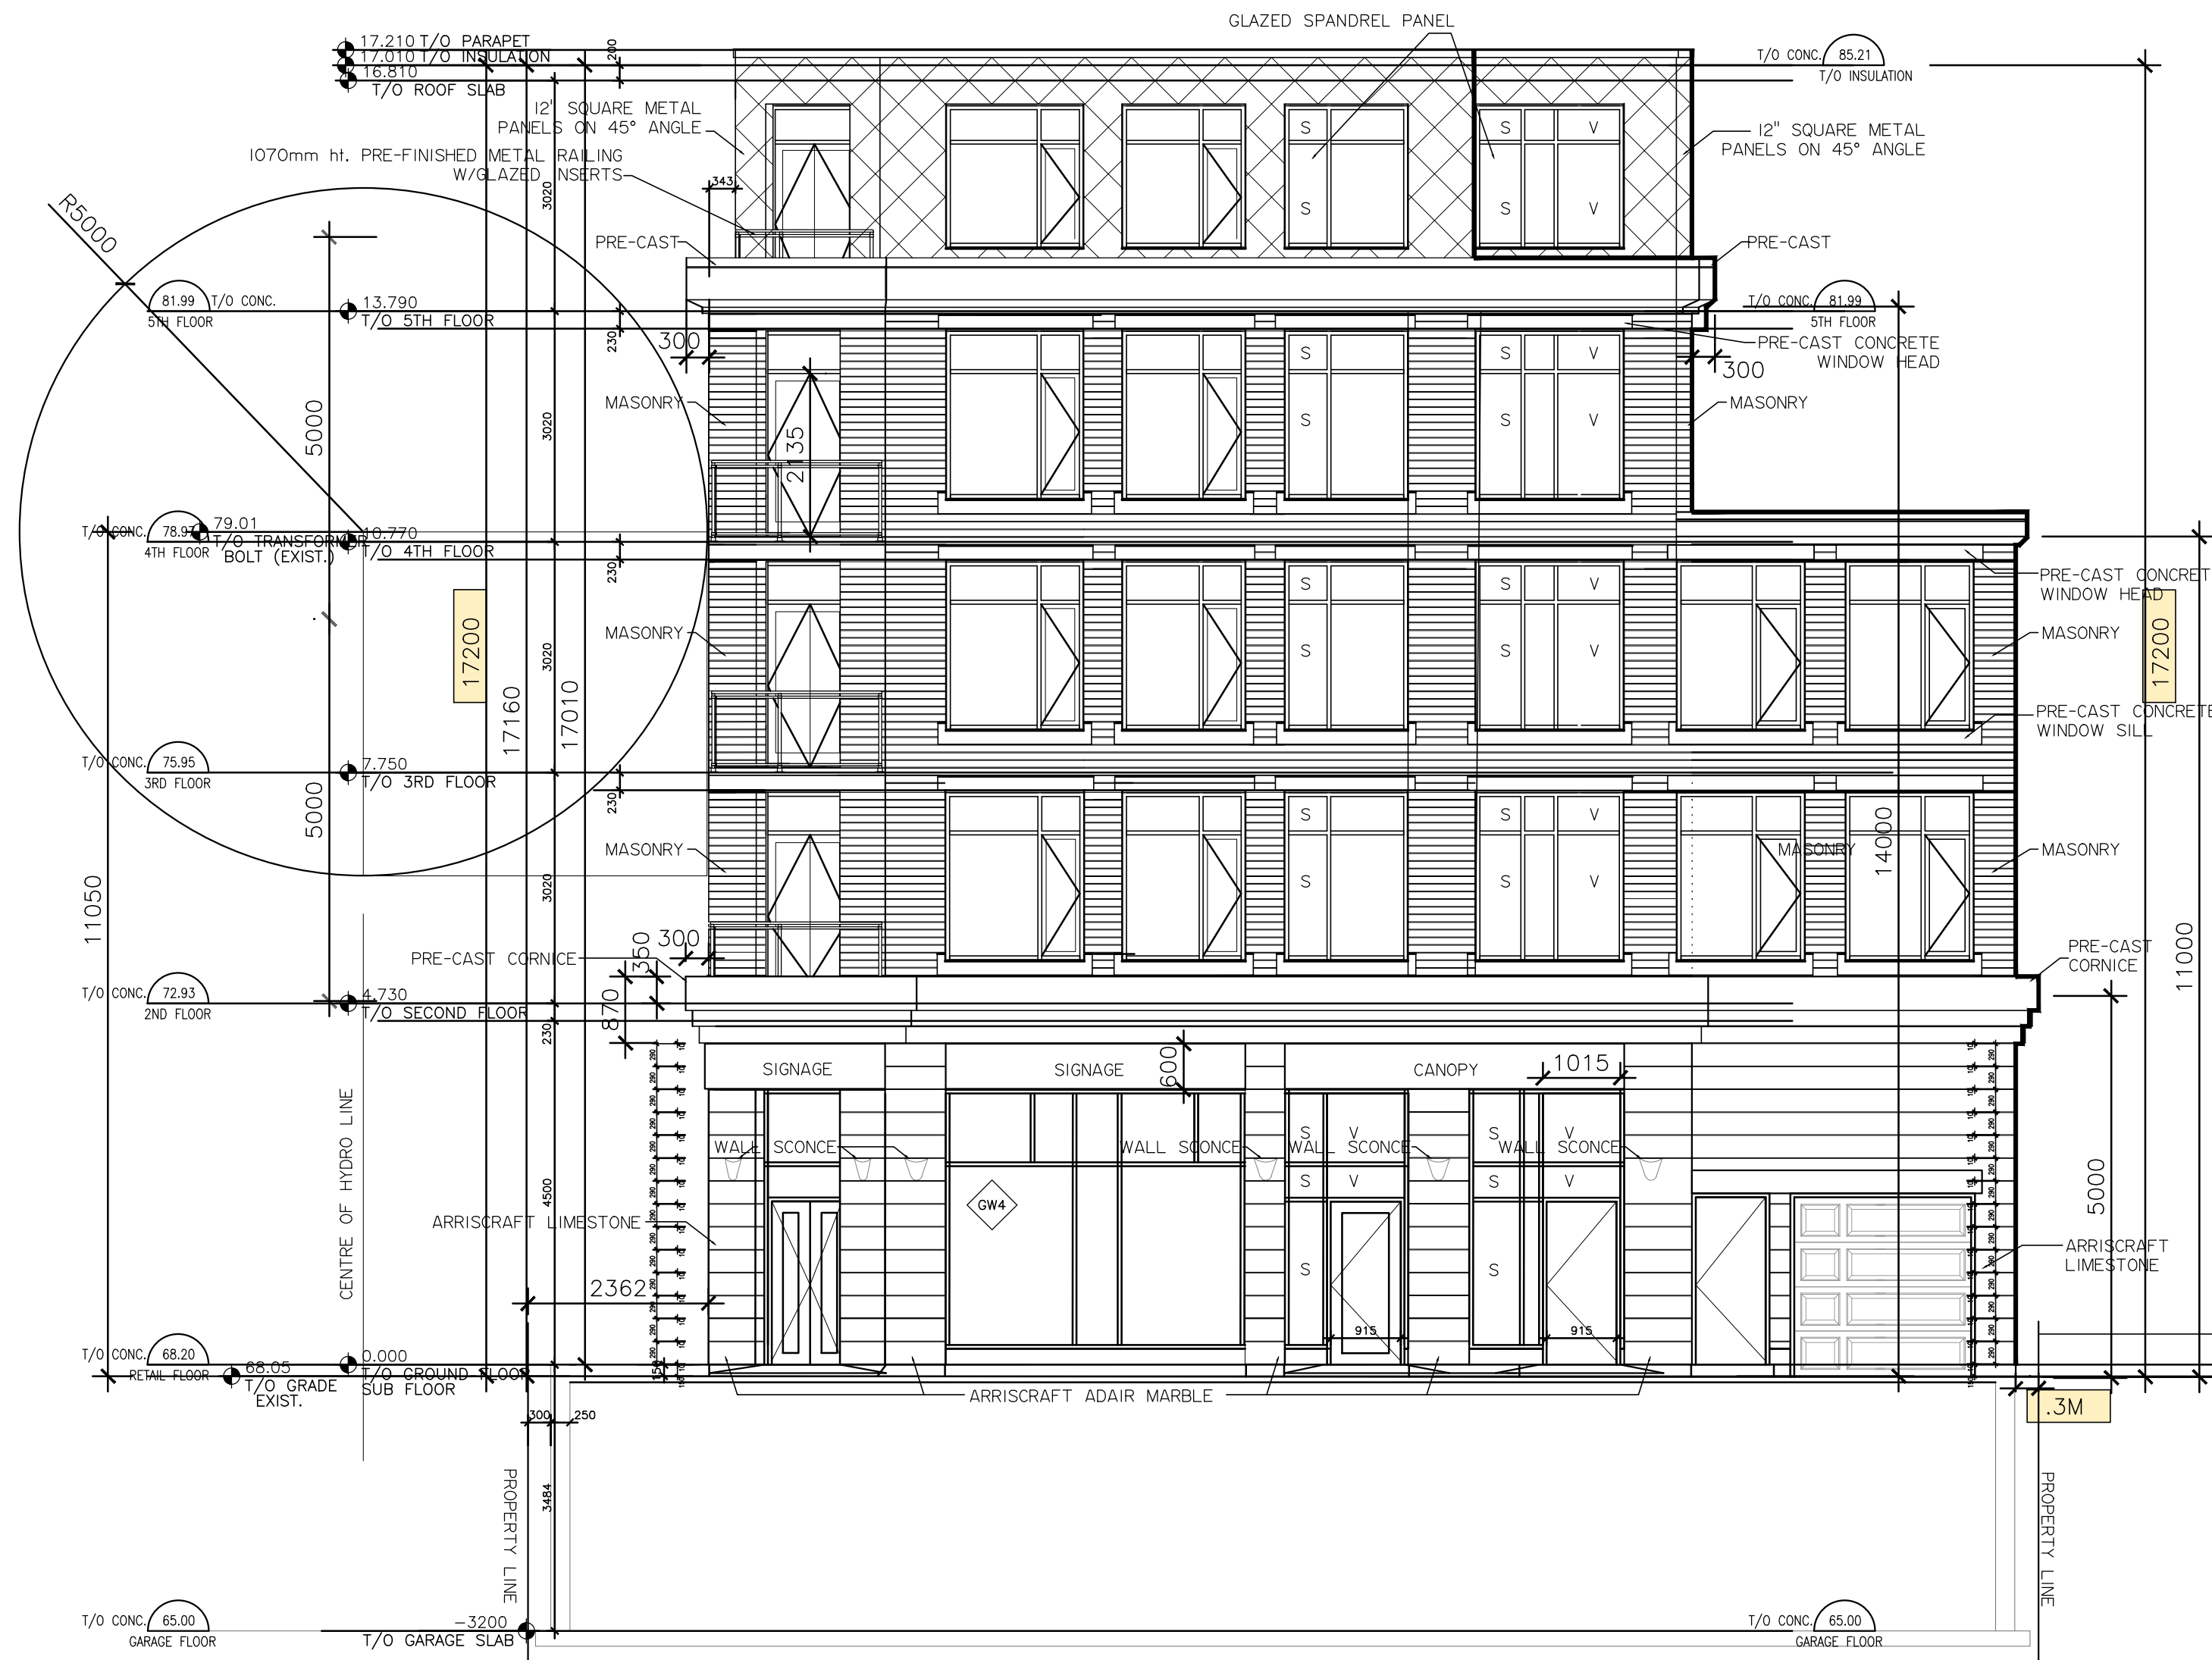 GLAZED SPANDREL PANEL
17.210 T/O PARAPET
17.010 T/O INSULATION
16.810
T/O ROOF SLAB
200
T/O CONC. 85.21
T/O INSULATION
12' SQUARE METAL
PANELS ON 45° ANGLE
12" SQUARE METAL
PANELS ON 45° ANGLE
1070mm ht. PRE-FINISHED METAL RAILING
W/GLAZED INSERTS
S
S
V
S
S
V
343
3020
R5000
PRE-CAST
PRE-CAST
81.99 T/O CONC.
5TH FLOOR
13.790
T/O 5TH FLOOR
T/O CONC. 81.99
5TH FLOOR
230
300
300
PRE-CAST CONCRETE
WINDOW HEAD
S
S
V
S
S
V
MASONRY
MASONRY
5000
3020
2135
T/O CONC. 78.97
4TH FLOOR
79.01
T/O TRANSFORMER
BOLT (EXIST.)
10.770
T/O 4TH FLOOR
230
PRE-CAST CONCRET
WINDOW HEAD
S
S
V
S
S
V
17200
17200
MASONRY
MASONRY
3020
17160
17010
PRE-CAST CONCRETE
WINDOW SILL
T/O CONC. 75.95
3RD FLOOR
7.750
T/O 3RD FLOOR
230
5000
S
S
V
S
S
V
14000
MASONRY
MASONRY
MASONRY
11050
3020
11000
300
350
PRE-CAST CORNICE
PRE-CAST
CORNICE
T/O CONC. 72.93
2ND FLOOR
4.730
T/O SECOND FLOOR
870
230
SIGNAGE
SIGNAGE
600
CANOPY
1015
WALL SCONCE
WALL SCONCE
WALL SCONCE
WALL SCONCE
S
V
S
V
S
V
S
V
S
S
CENTRE OF HYDRO LINE
4500
5000
GW4
ARRISCRAFT LIMESTONE
ARRISCRAFT
LIMESTONE
290
10
2362
915
915
T/O CONC. 68.20
RETAIL FLOOR
68.05
T/O GRADE
EXIST.
0.000
T/O GROUND FLOOR
SUB FLOOR
150
ARRISCRAFT ADAIR MARBLE
.3M
300
250
PROPERTY LINE
3484
PROPERTY LINE
T/O CONC. 65.00
GARAGE FLOOR
-3200
T/O GARAGE SLAB
T/O CONC. 65.00
GARAGE FLOOR